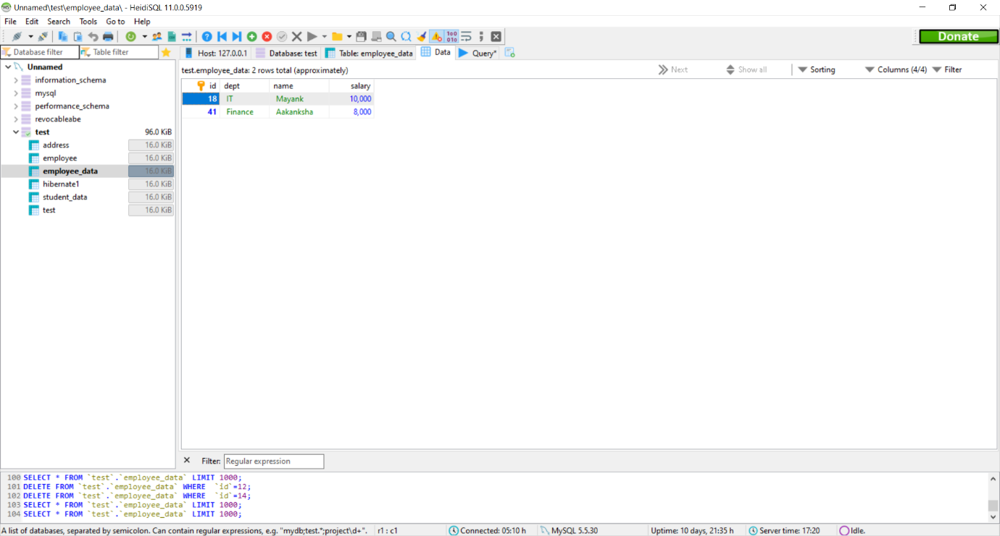 Unnamed\test\employee_data\ - HeidiSQL 11.0.0.5919
File Edit Search Tools Go to Help
Donate
Database filter Table filter Host: 127.0.0.1 Database: test Table: employee_data Data Query*
Unnamed
information_schema
mysql
performance_schema
revocableabe
test 96.0 KiB
address 16.0 KiB
employee 16.0 KiB
employee_data 16.0 KiB
hibernate1 16.0 KiB
student_data 16.0 KiB
test 16.0 KiB
test.employee_data: 2 rows total (approximately) Next Show all Sorting Columns (4/4) Filter
id dept name salary
18 IT Mayank 10,000
41 Finance Aakanksha 8,000
Filter: Regular expression
100 SELECT * FROM `test`.`employee_data` LIMIT 1000;
101 DELETE FROM `test`.`employee_data` WHERE  `id`=12;
102 DELETE FROM `test`.`employee_data` WHERE  `id`=14;
103 SELECT * FROM `test`.`employee_data` LIMIT 1000;
104 SELECT * FROM `test`.`employee_data` LIMIT 1000;
A list of databases, separated by semicolon. Can contain regular expressions, e.g. "mydb;test.*;project\d+". r1 : c1 Connected: 05:10 h MySQL 5.5.30 Uptime: 10 days, 21:35 h Server time: 17:20 Idle.